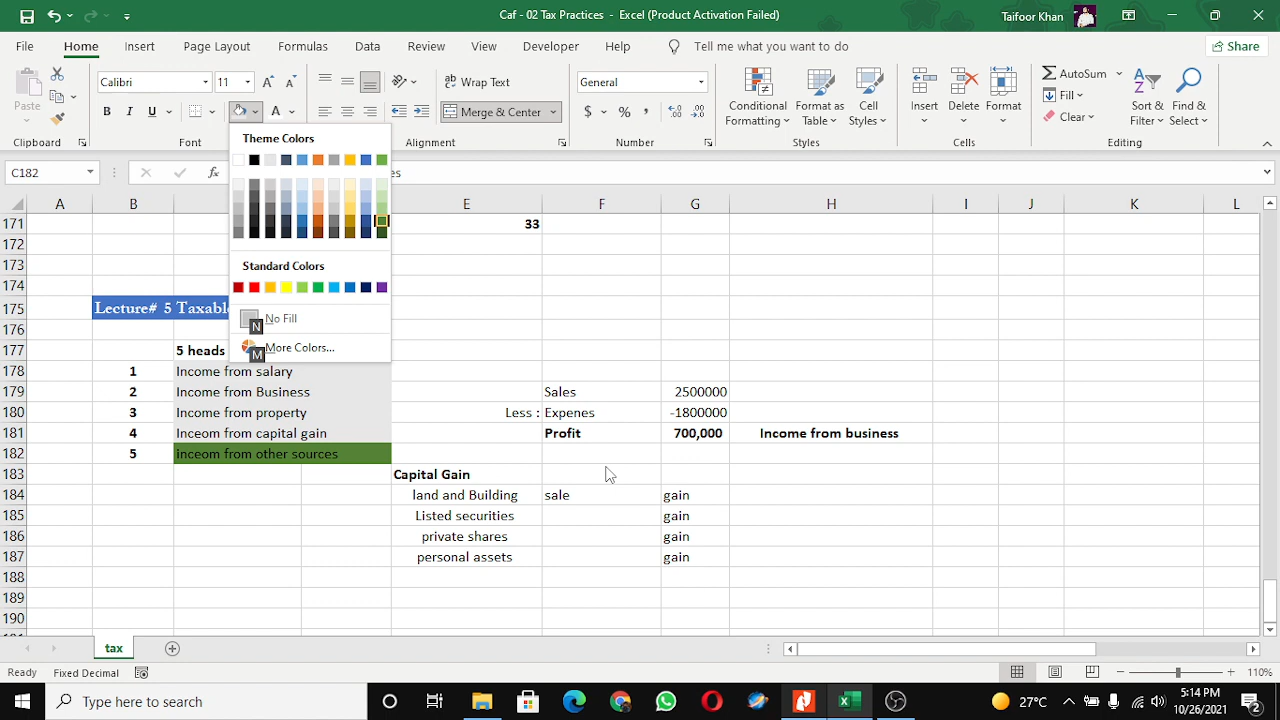 Caf - 02 Tax Practices - Excel (Product Activation Failed)
Taifoor Khan
File Home Insert Page Layout Formulas Data Review View Developer Help Tell me what you want to do Share
Paste
Calibri 11
Wrap Text
General
B I U A
Merge & Center
$ % ,
Conditional Formatting
Format as Table
Cell Styles
Insert Delete Format
AutoSum
Fill
Clear
Sort & Filter
Find & Select
Clipboard Font Alignment Number Styles Cells Editing
C182 fx es
Theme Colors
Standard Colors
N No Fill
M More Colors...
A B E F G H I J K L
171 33
172
173
174
175 Lecture# 5 Taxabl
176
177 5 heads
178 1 Income from salary
179 2 Income from Business Sales 2500000
180 3 Income from property Less : Expenes -1800000
181 4 Inceom from capital gain Profit 700,000 Income from business
182 5 inceom from other sources
183 Capital Gain
184 land and Building sale gain
185 Listed securities gain
186 private shares gain
187 personal assets gain
188
189
190
tax
Ready Fixed Decimal 110%
Type here to search
27°C
5:14 PM
10/26/2021
2